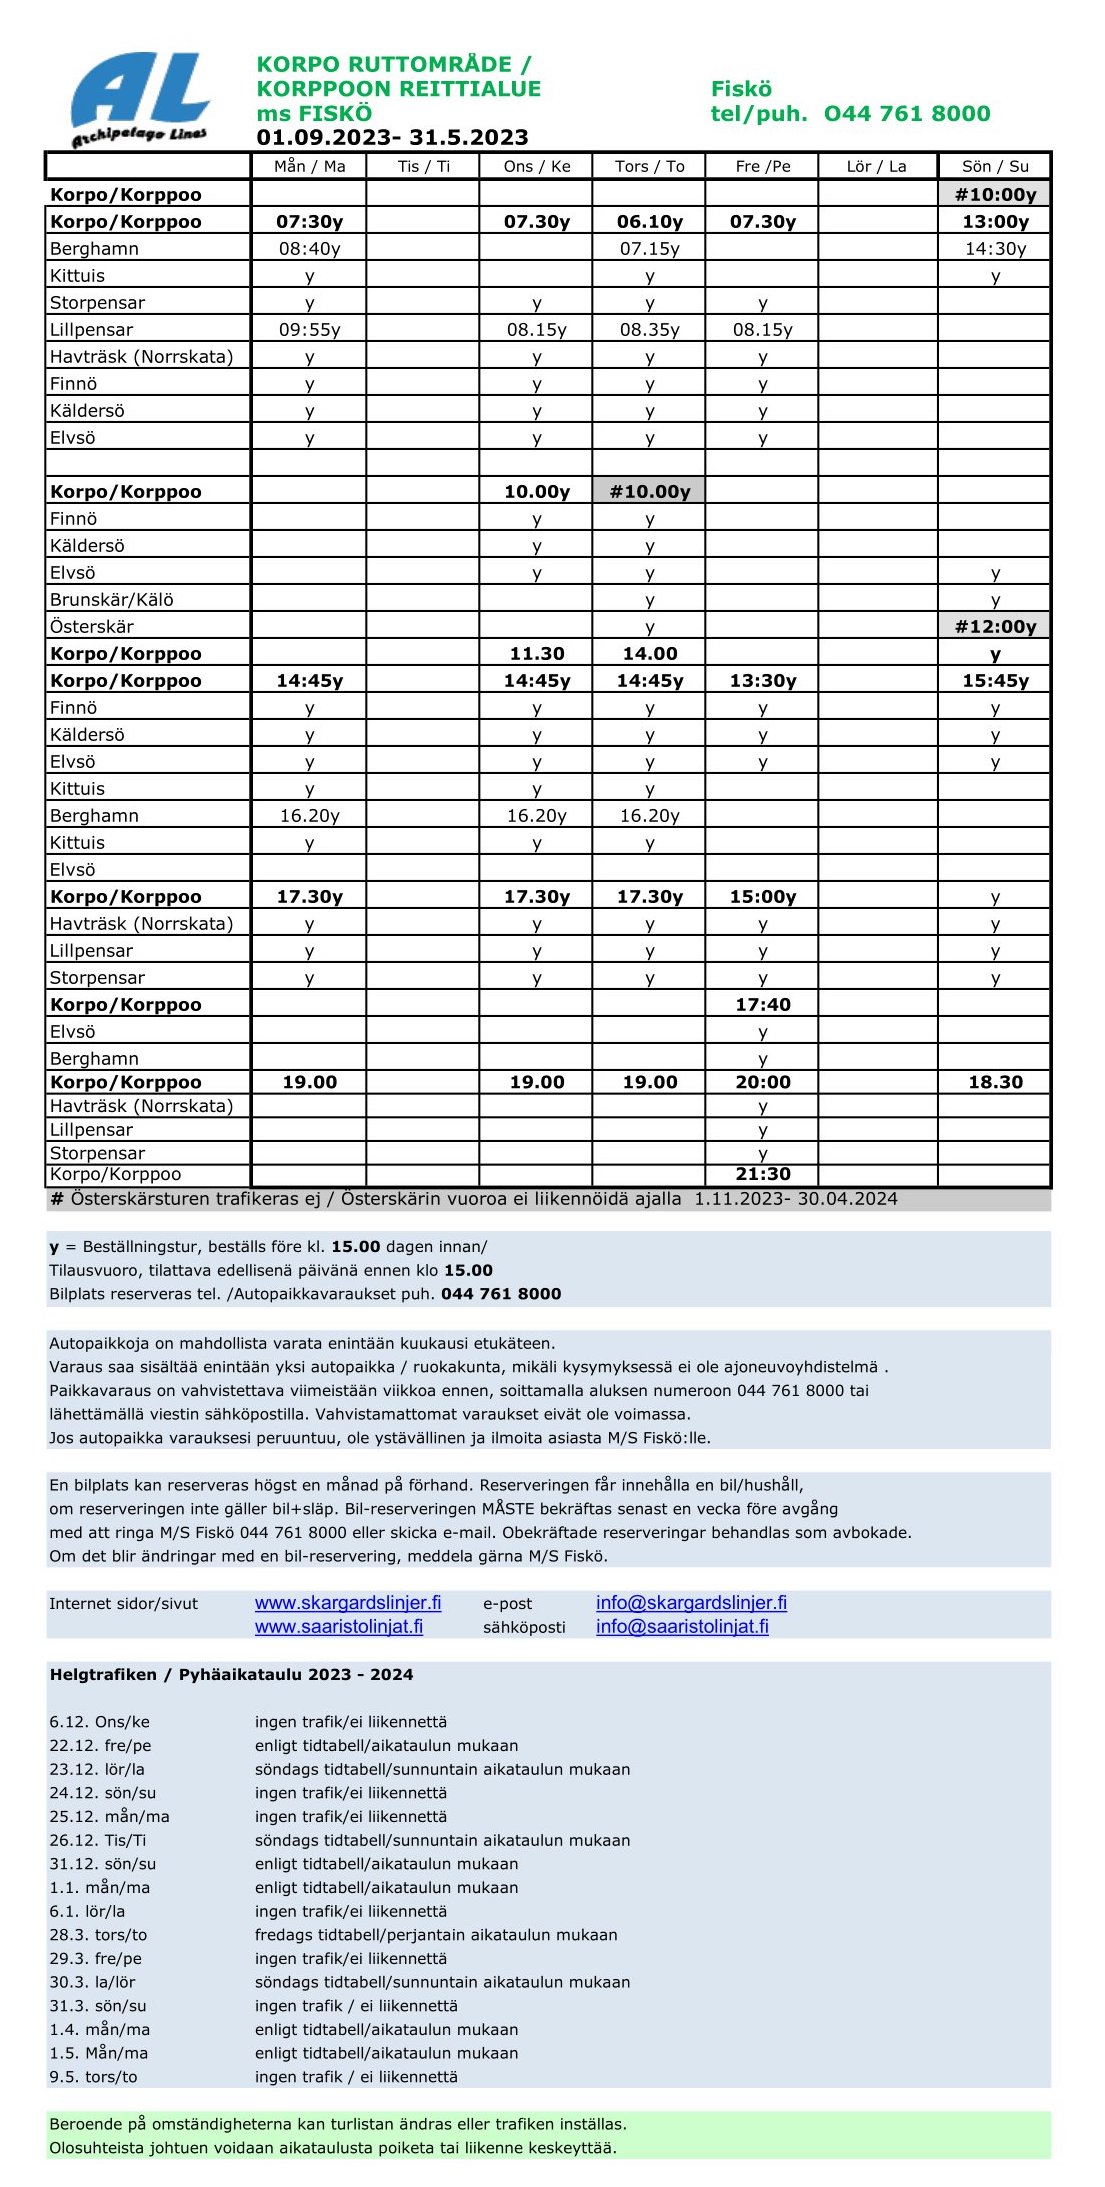 AL
Archipelago Lines
KORPO RUTTOMRÅDE /
KORPPOON REITTIALUE Fiskö
ms FISKÖ tel/puh. O44 761 8000
01.09.2023- 31.5.2023
Mån / Ma Tis / Ti Ons / Ke Tors / To Fre /Pe Lör / La Sön / Su
Korpo/Korppoo #10:00y
Korpo/Korppoo 07:30y 07.30y 06.10y 07.30y 13:00y
Berghamn 08:40y 07.15y 14:30y
Kittuis y y y
Storpensar y y y y
Lillpensar 09:55y 08.15y 08.35y 08.15y
Havträsk (Norrskata) y y y y
Finnö y y y y
Käldersö y y y y
Elvsö y y y y
Korpo/Korppoo 10.00y #10.00y
Finnö y y
Käldersö y y
Elvsö y y y
Brunskär/Kälö y y
Österskär y #12:00y
Korpo/Korppoo 11.30 14.00 y
Korpo/Korppoo 14:45y 14:45y 14:45y 13:30y 15:45y
Finnö y y y y y
Käldersö y y y y y
Elvsö y y y y y
Kittuis y y y
Berghamn 16.20y 16.20y 16.20y
Kittuis y y y
Elvsö
Korpo/Korppoo 17.30y 17.30y 17.30y 15:00y y
Havträsk (Norrskata) y y y y y
Lillpensar y y y y y
Storpensar y y y y y
Korpo/Korppoo 17:40
Elvsö y
Berghamn y
Korpo/Korppoo 19.00 19.00 19.00 20:00 18.30
Havträsk (Norrskata) y
Lillpensar y
Storpensar y
Korpo/Korppoo 21:30
# Österskärsturen trafikeras ej / Österskärin vuoroa ei liikennöidä ajalla 1.11.2023- 30.04.2024
y = Beställningstur, beställs före kl. 15.00 dagen innan/
Tilausvuoro, tilattava edellisenä päivänä ennen klo 15.00
Bilplats reserveras tel. /Autopaikkavaraukset puh. 044 761 8000
Autopaikkoja on mahdollista varata enintään kuukausi etukäteen.
Varaus saa sisältää enintään yksi autopaikka / ruokakunta, mikäli kysymyksessä ei ole ajoneuvoyhdistelmä .
Paikkavaraus on vahvistettava viimeistään viikkoa ennen, soittamalla aluksen numeroon 044 761 8000 tai
lähettämällä viestin sähköpostilla. Vahvistamattomat varaukset eivät ole voimassa.
Jos autopaikka varauksesi peruuntuu, ole ystävällinen ja ilmoita asiasta M/S Fiskö:lle.
En bilplats kan reserveras högst en månad på förhand. Reserveringen får innehålla en bil/hushåll,
om reserveringen inte gäller bil+släp. Bil-reserveringen MÅSTE bekräftas senast en vecka före avgång
med att ringa M/S Fiskö 044 761 8000 eller skicka e-mail. Obekräftade reserveringar behandlas som avbokade.
Om det blir ändringar med en bil-reservering, meddela gärna M/S Fiskö.
Internet sidor/sivut www.skargardslinjer.fi e-post info@skargardslinjer.fi
www.saaristolinjat.fi sähköposti info@saaristolinjat.fi
Helgtrafiken / Pyhäaikataulu 2023 - 2024
6.12. Ons/ke ingen trafik/ei liikennettä
22.12. fre/pe enligt tidtabell/aikataulun mukaan
23.12. lör/la söndags tidtabell/sunnuntain aikataulun mukaan
24.12. sön/su ingen trafik/ei liikennettä
25.12. mån/ma ingen trafik/ei liikennettä
26.12. Tis/Ti söndags tidtabell/sunnuntain aikataulun mukaan
31.12. sön/su enligt tidtabell/aikataulun mukaan
1.1. mån/ma enligt tidtabell/aikataulun mukaan
6.1. lör/la ingen trafik/ei liikennettä
28.3. tors/to fredags tidtabell/perjantain aikataulun mukaan
29.3. fre/pe ingen trafik/ei liikennettä
30.3. la/lör söndags tidtabell/sunnuntain aikataulun mukaan
31.3. sön/su ingen trafik / ei liikennettä
1.4. mån/ma enligt tidtabell/aikataulun mukaan
1.5. Mån/ma enligt tidtabell/aikataulun mukaan
9.5. tors/to ingen trafik / ei liikennettä
Beroende på omständigheterna kan turlistan ändras eller trafiken inställas.
Olosuhteista johtuen voidaan aikataulusta poiketa tai liikenne keskeyttää.